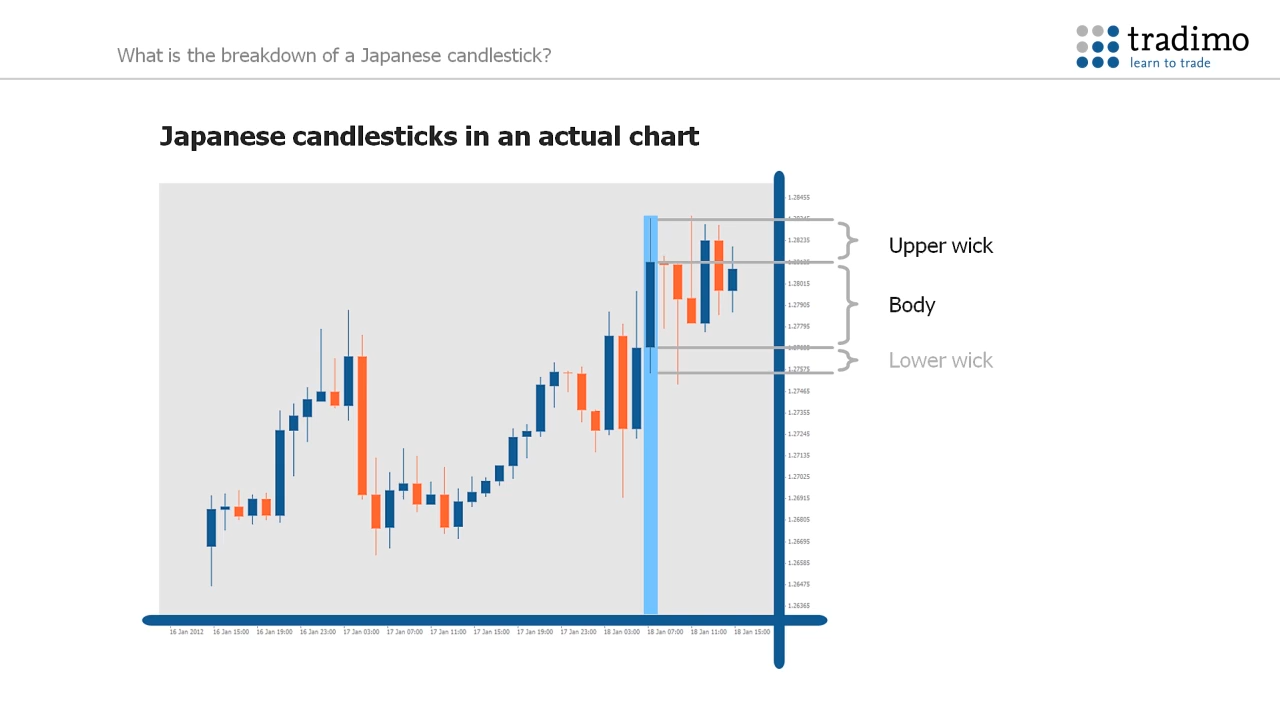 What is the breakdown of a Japanese candlestick?
tradimo
learn to trade
Japanese candlesticks in an actual chart
1.28455
1.28235
1.28015
1.27905
1.27795
1.27575
1.27465
1.27355
1.27245
1.27135
1.27025
1.26915
1.26805
1.26695
1.26585
1.26475
1.26365
Upper wick
Body
Lower wick
16 Jan 2012 16 Jan 15:00 16 Jan 19:00 16 Jan 23:00 17 Jan 03:00 17 Jan 07:00 17 Jan 11:00 17 Jan 15:00 17 Jan 19:00 17 Jan 23:00 18 Jan 03:00 18 Jan 07:00 18 Jan 11:00 18 Jan 15:00